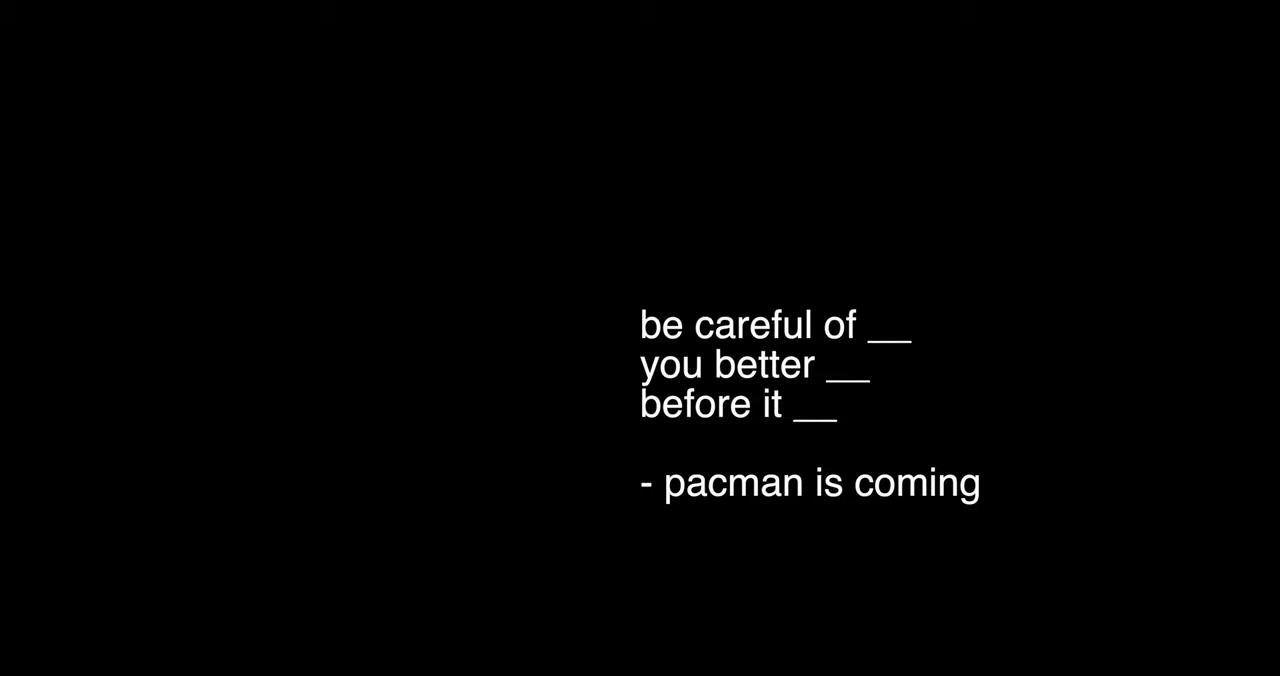 be careful of __
you better __
before it __
- pacman is coming